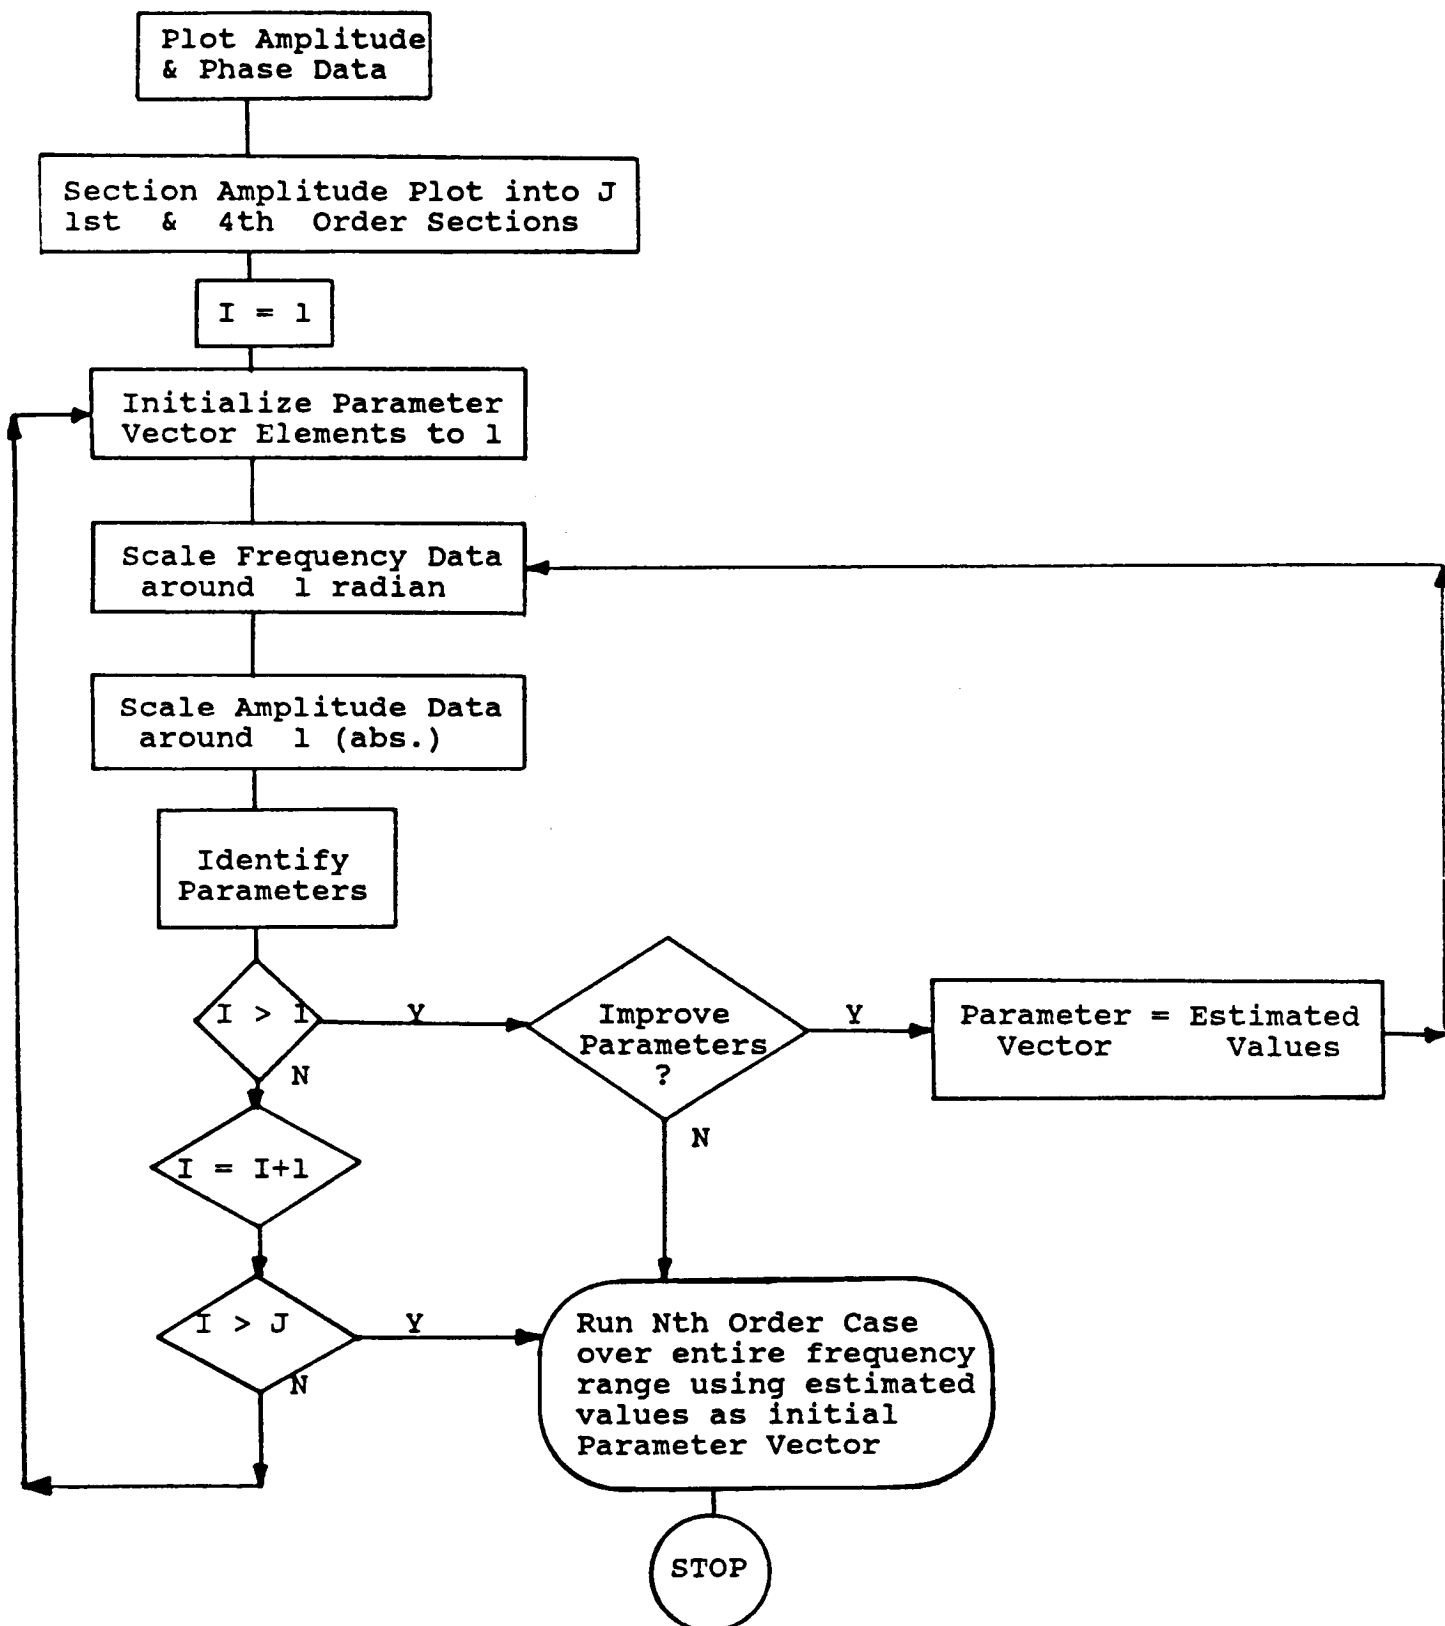 Plot Amplitude
& Phase Data
Section Amplitude Plot into J
1st & 4th Order Sections
I = 1
Initialize Parameter
Vector Elements to 1
Scale Frequency Data
around 1 radian
Scale Amplitude Data
around 1 (abs.)
Identify
Parameters
I > I
Y
N
Improve
Parameters
?
Y
N
Parameter = Estimated
Vector Values
I = I+1
I > J
Y
N
Run Nth Order Case
over entire frequency
range using estimated
values as initial
Parameter Vector
STOP